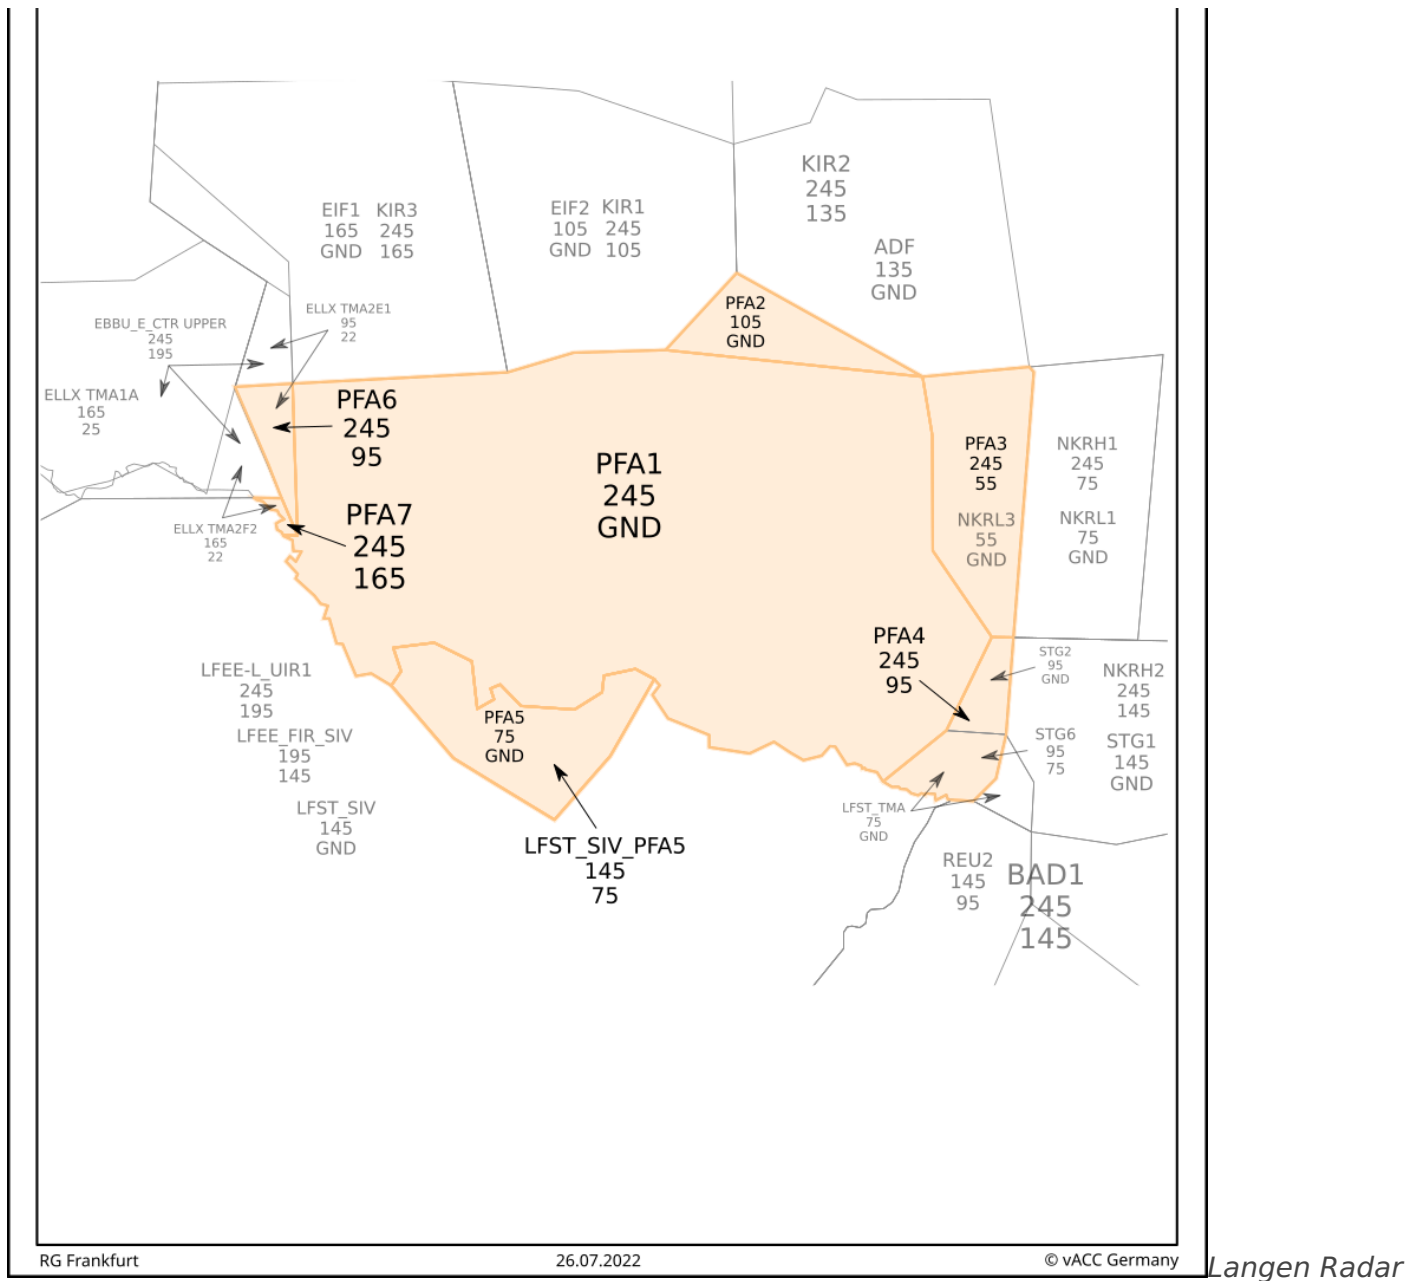 KIR2
245
135
ADF
135
GND
EIF1
165
GND
KIR3
245
165
EIF2
105
GND
KIR1
245
105
PFA2
105
GND
ELLX TMA2E1
95
22
EBBU_E_CTR UPPER
245
195
ELLX TMA1A
165
25
PFA6
245
95
PFA1
245
GND
PFA3
245
55
NKRH1
245
75
PFA7
245
165
ELLX TMA2F2
165
22
NKRL3
55
GND
NKRL1
75
GND
PFA4
245
95
STG2
95
GND
NKRH2
245
145
LFEE-L_UIR1
245
195
LFEE_FIR_SIV
195
145
PFA5
75
GND
STG6
95
75
STG1
145
GND
LFST_SIV
145
GND
LFST_TMA
75
GND
LFST_SIV_PFA5
145
75
REU2
145
95
BAD1
245
145
RG Frankfurt
26.07.2022
© vACC Germany
Langen Radar